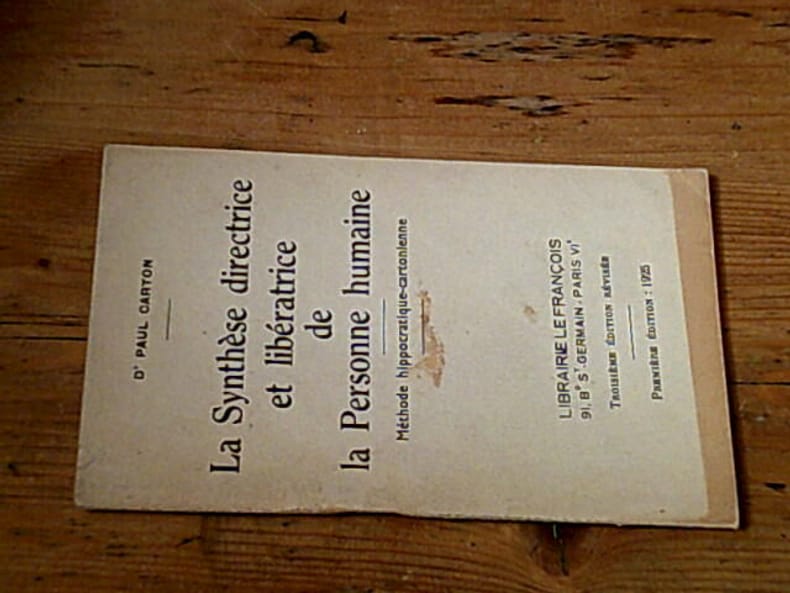 Dʳ PAUL CARTON
La Synthèse directrice
et libératrice
de
la Personne humaine
Méthode hippocratique-cartonienne
LIBRAIRIE LE FRANÇOIS
91, Bᵈ Sᵗ-GERMAIN - PARIS VIᵉ
TROISIÈME ÉDITION RÉVISÉE
PREMIÈRE ÉDITION : 1925